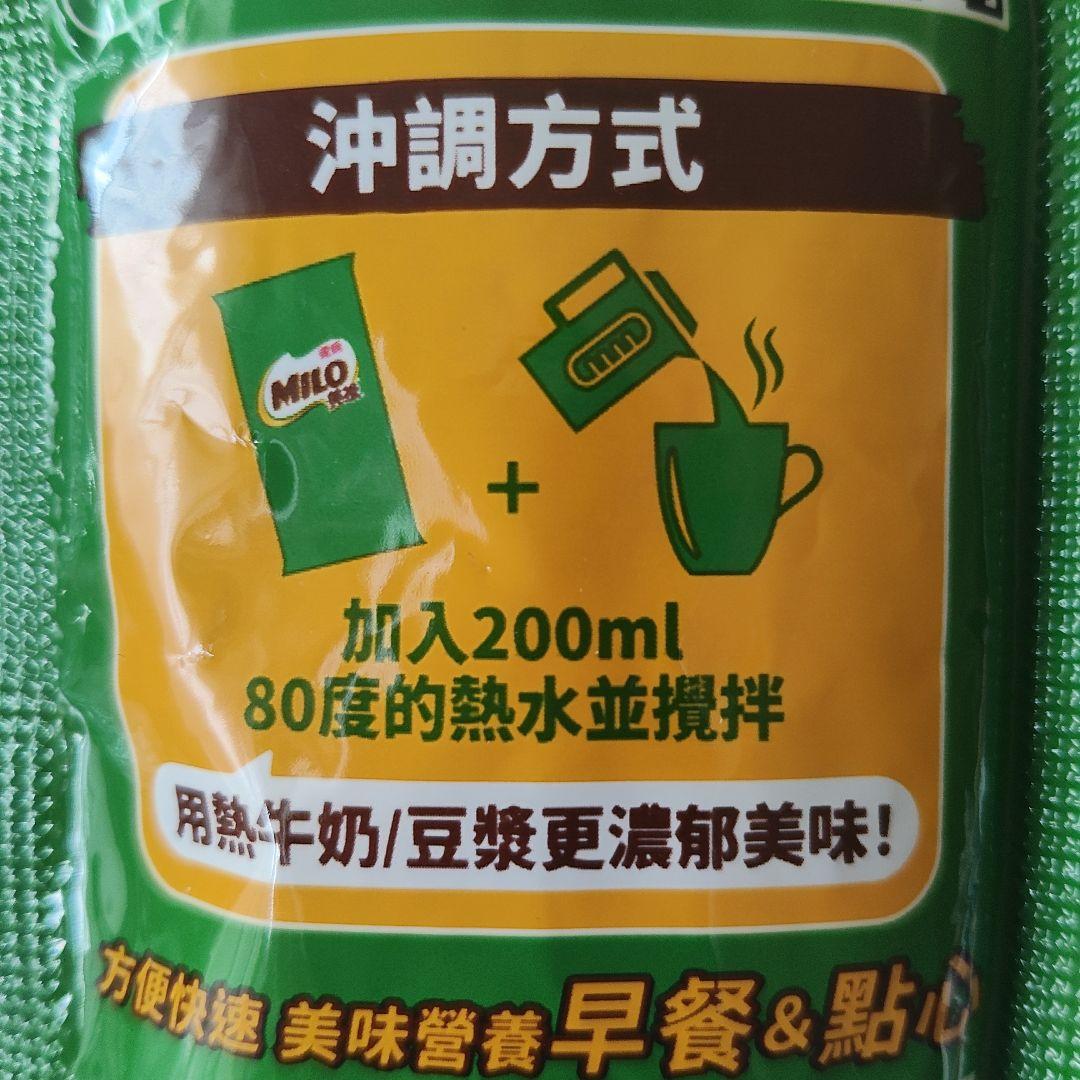 沖調方式
MILO
加入200ml
80度的熱水並攪拌
用熱牛奶/豆漿更濃郁美味!
方便快速 美味營養早餐&點心